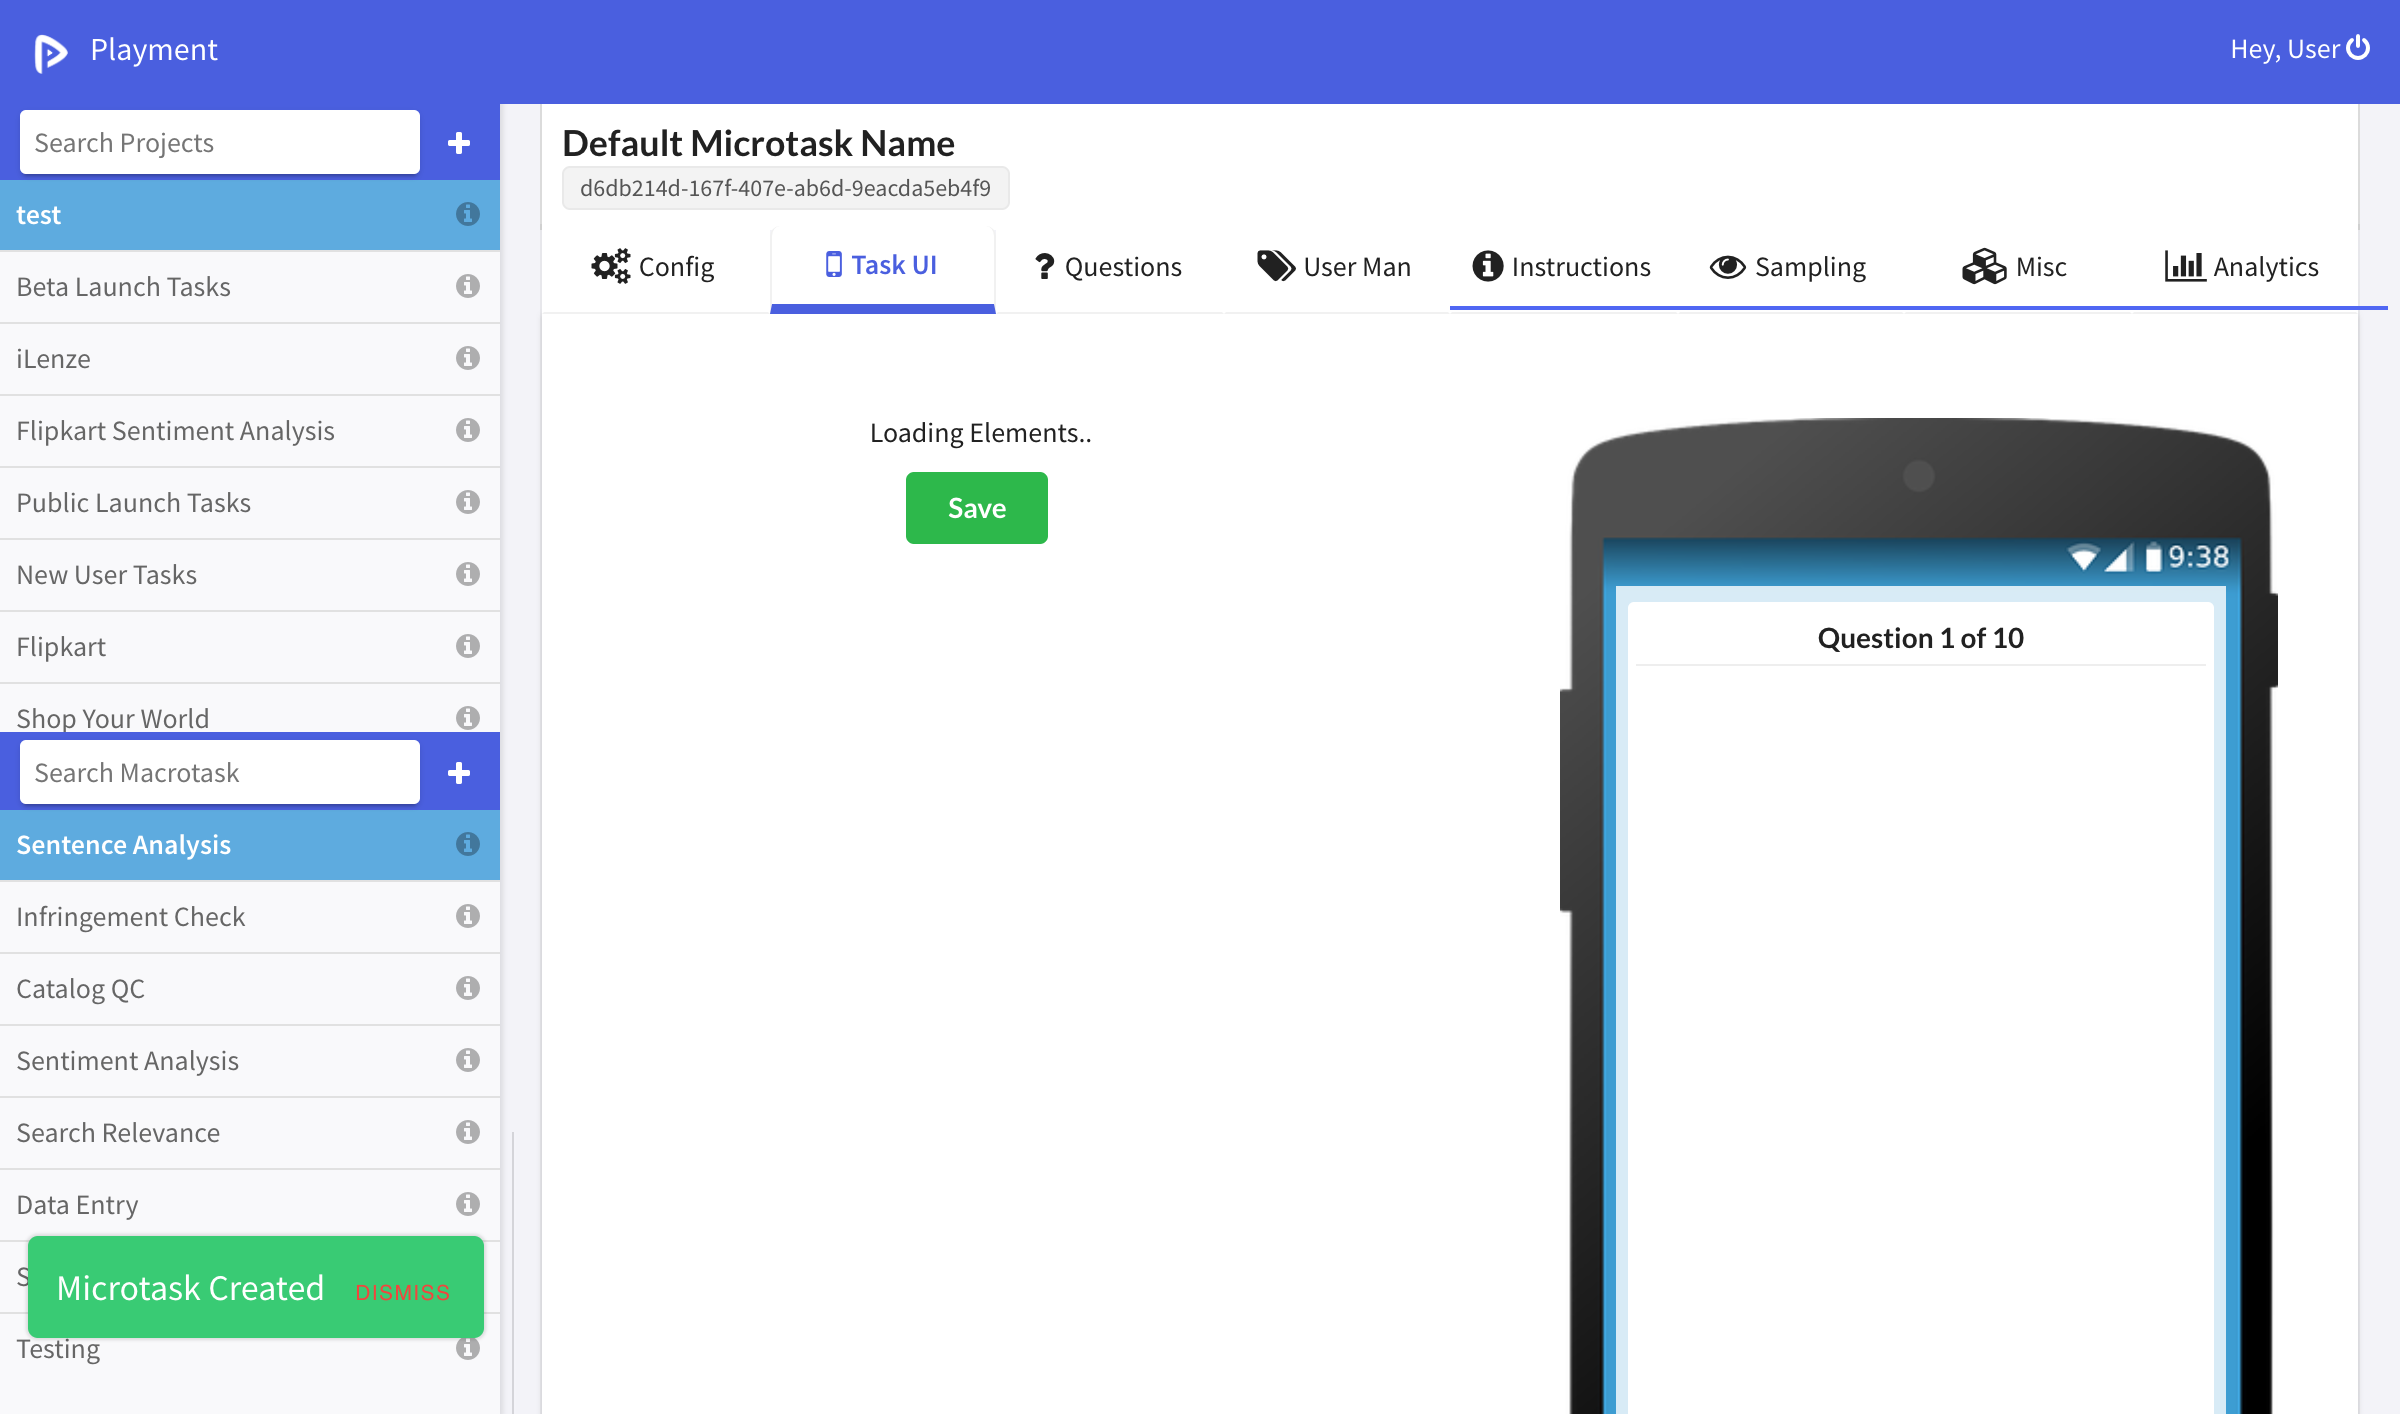 Playment
Hey, User
Search Projects
test
Beta Launch Tasks
iLenze
Flipkart Sentiment Analysis
Public Launch Tasks
New User Tasks
Flipkart
Shop Your World
Search Macrotask
Sentence Analysis
Infringement Check
Catalog QC
Sentiment Analysis
Search Relevance
Data Entry
S
Microtask Created DISMISS
Testing
Default Microtask Name
d6db214d-167f-407e-ab6d-9eacda5eb4f9
Config Task UI Questions User Man Instructions Sampling Misc Analytics
Loading Elements..
Save
9:38
Question 1 of 10